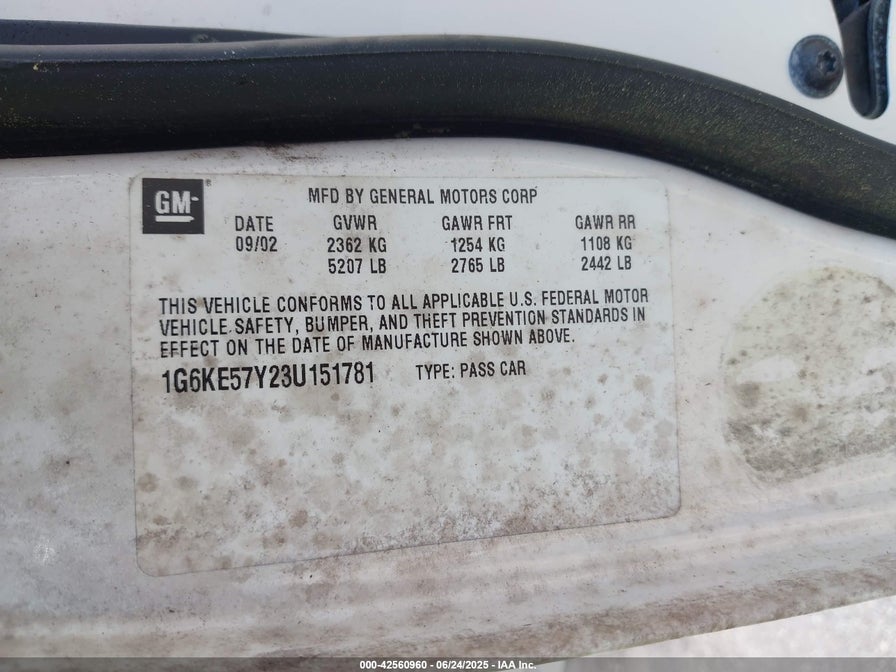 GM ®
MFD BY GENERAL MOTORS CORP
DATE GVWR GAWR FRT GAWR RR
09/02 2362 KG 1254 KG 1108 KG
5207 LB 2765 LB 2442 LB
THIS VEHICLE CONFORMS TO ALL APPLICABLE U.S. FEDERAL MOTOR
VEHICLE SAFETY, BUMPER, AND THEFT PREVENTION STANDARDS IN
EFFECT ON THE DATE OF MANUFACTURE SHOWN ABOVE.
1G6KE57Y23U151781 TYPE: PASS CAR
000-42560960 - 06/24/2025 - IAA Inc.